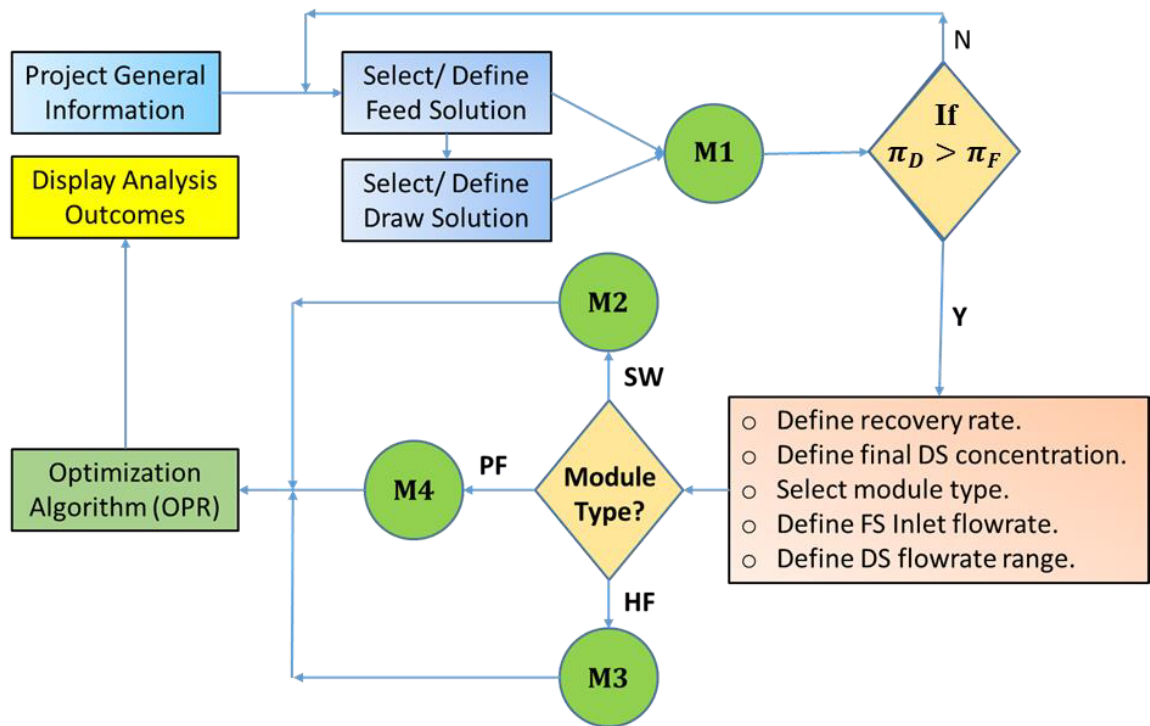 N
Project General
Information
Select/ Define
Feed Solution
M1
If
π_D > π_F
Display Analysis
Outcomes
Select/ Define
Draw Solution
M2
Y
SW
○ Define recovery rate.
○ Define final DS concentration.
○ Select module type.
○ Define FS Inlet flowrate.
○ Define DS flowrate range.
Module
Type?
PF
M4
Optimization
Algorithm (OPR)
HF
M3